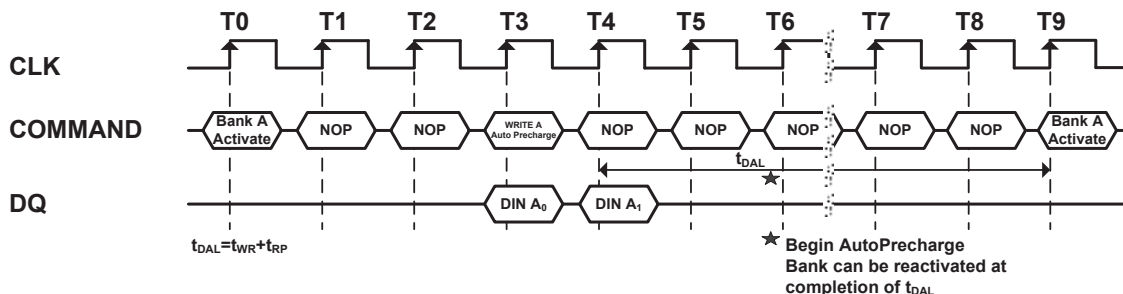 T0 T1 T2 T3 T4 T5 T6 T7 T8 T9
CLK
COMMAND
Bank A Activate
NOP
NOP
WRITE A Auto Precharge
NOP
NOP
NOP
NOP
NOP
Bank A Activate
tDAL
DQ
DIN A0
DIN A1
tDAL=tWR+tRP
★ Begin AutoPrecharge
Bank can be reactivated at
completion of tDAL